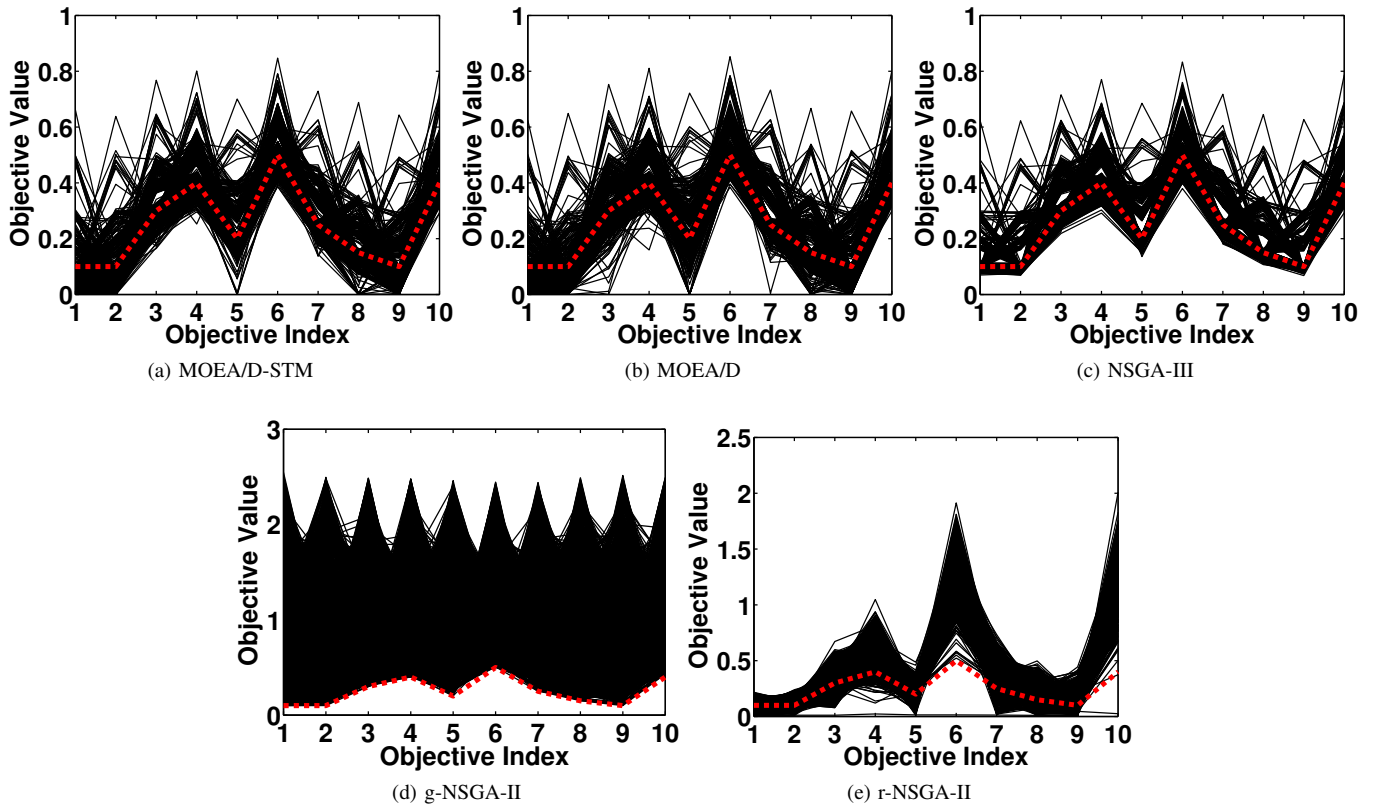 1
0.8
0.6
0.4
0.2
0
Objective Value
1 2 3 4 5 6 7 8 9 10
Objective Index
(a) MOEA/D-STM
1
0.8
0.6
0.4
0.2
0
Objective Value
1 2 3 4 5 6 7 8 9 10
Objective Index
(b) MOEA/D
1
0.8
0.6
0.4
0.2
0
Objective Value
1 2 3 4 5 6 7 8 9 10
Objective Index
(c) NSGA-III
3
2
1
0
Objective Value
1 2 3 4 5 6 7 8 9 10
Objective Index
(d) g-NSGA-II
2.5
2
1.5
1
0.5
0
Objective Value
1 2 3 4 5 6 7 8 9 10
Objective Index
(e) r-NSGA-II